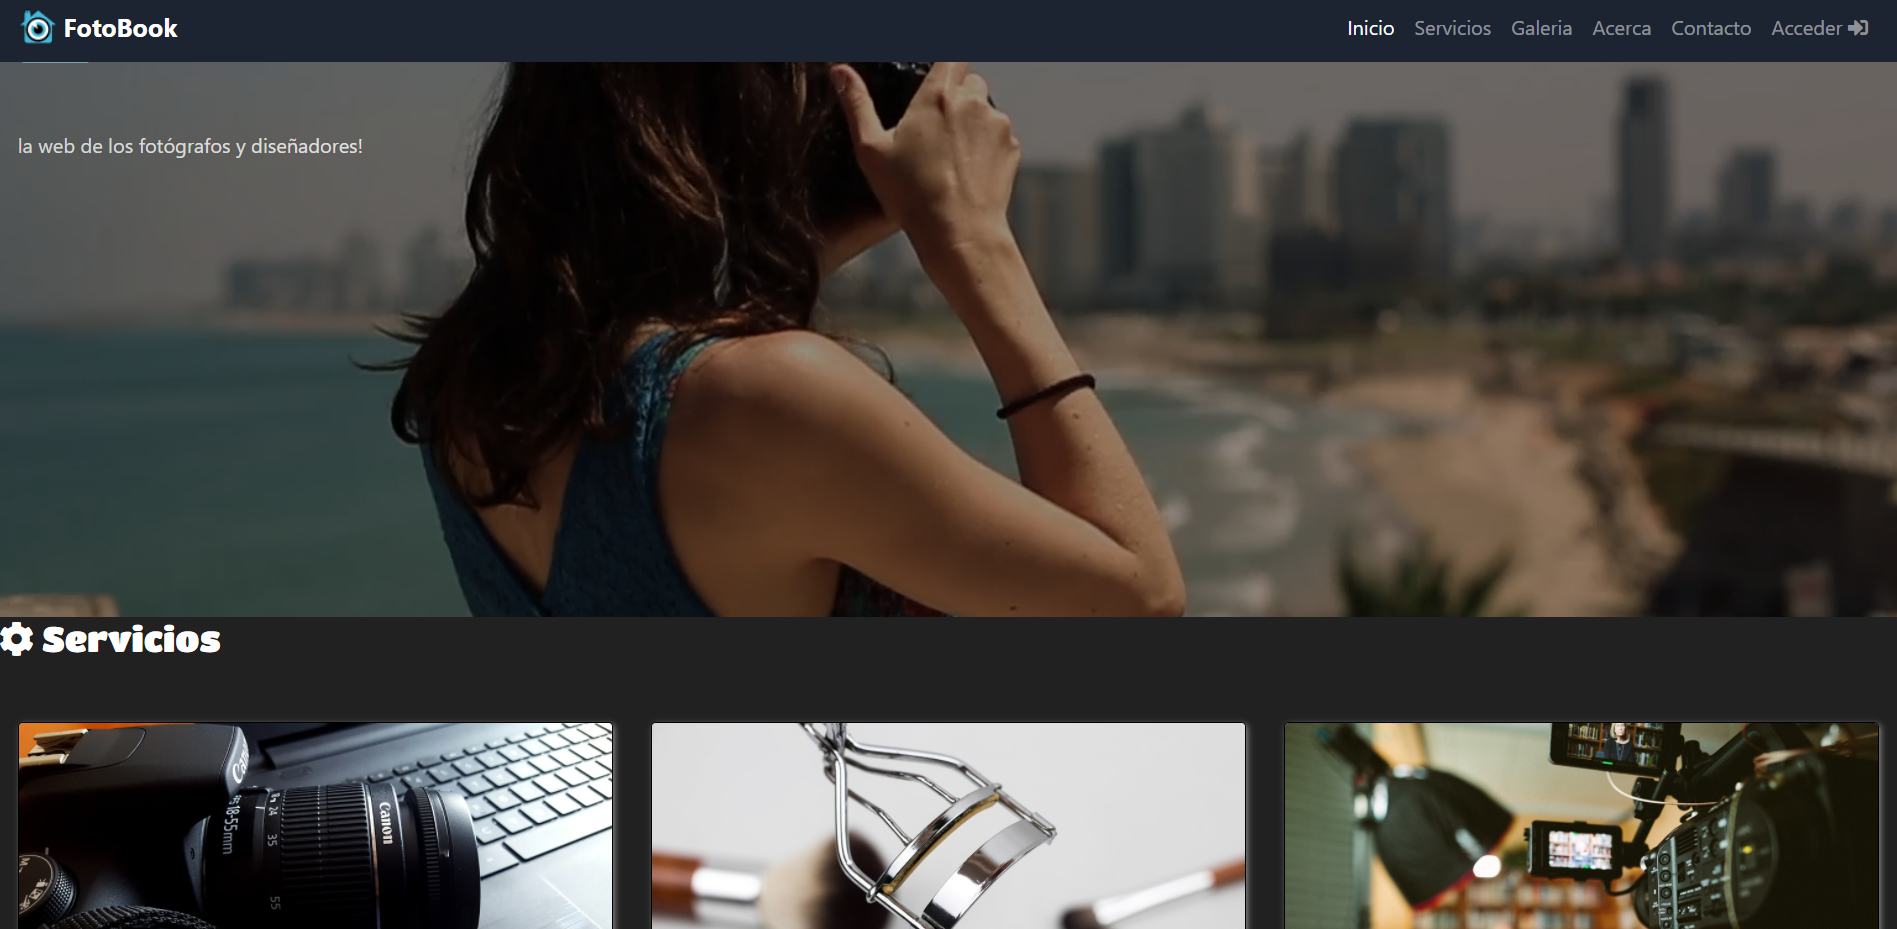 FotoBook
Inicio Servicios Galeria Acerca Contacto Acceder
la web de los fotógrafos y diseñadores!
Servicios
Canon
Canon
EFS 18-55mm
24
35
55